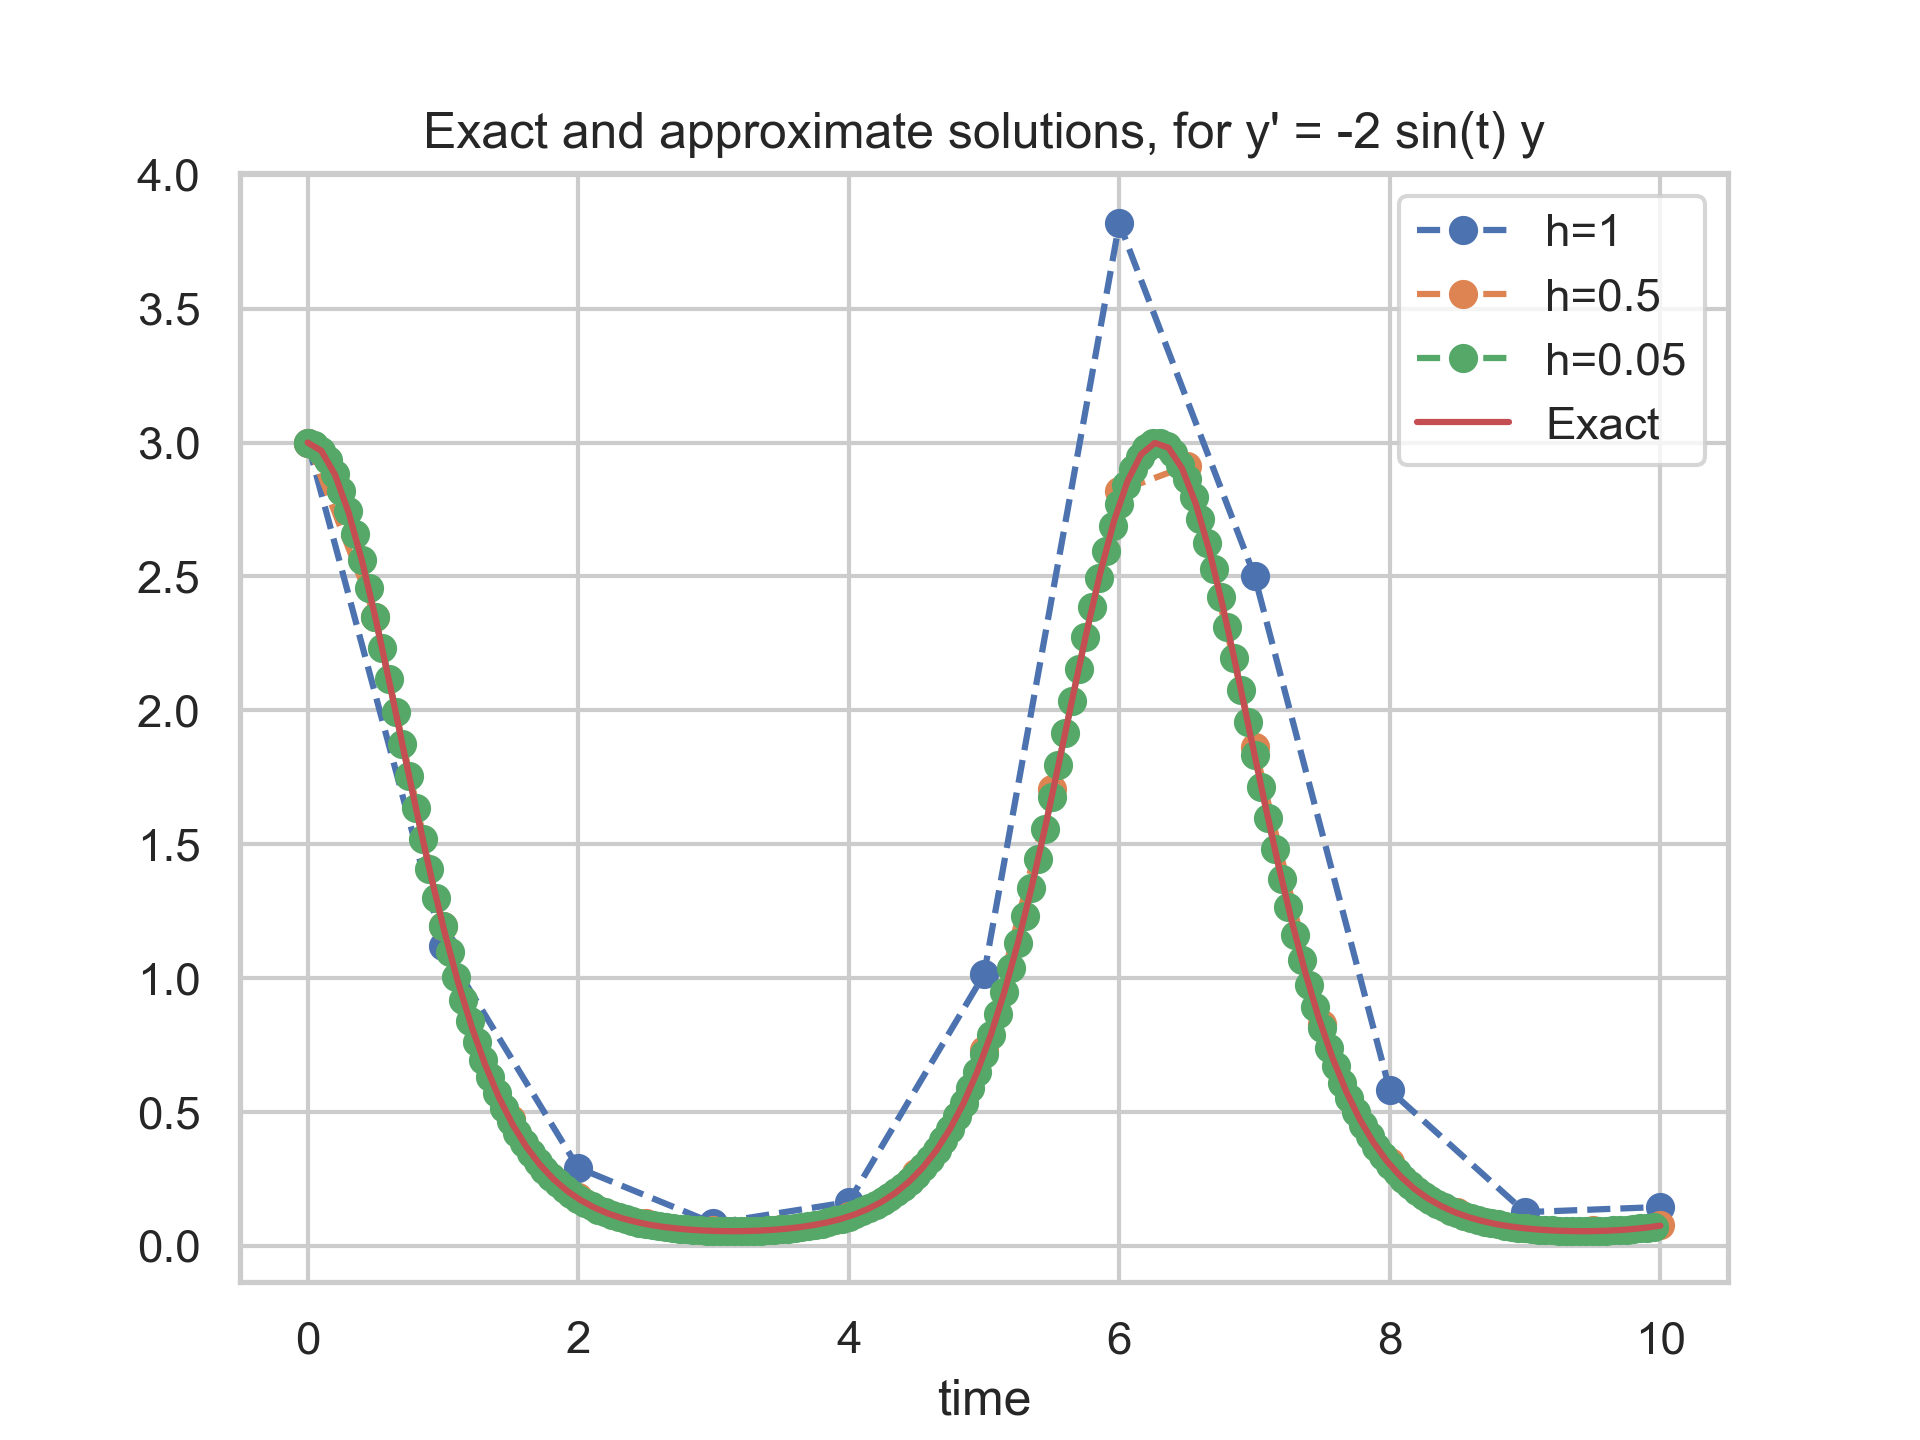 Exact and approximate solutions, for y' = -2 sin(t) y
4.0
3.5
3.0
2.5
2.0
1.5
1.0
0.5
0.0
h=1
h=0.5
h=0.05
Exact
0 2 4 6 8 10
time